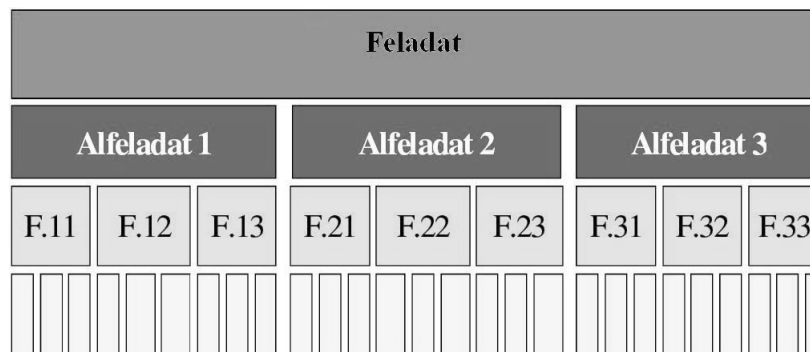 Feladat
Alfeladat 1 Alfeladat 2 Alfeladat 3
F.11 F.12 F.13 F.21 F.22 F.23 F.31 F.32 F.33